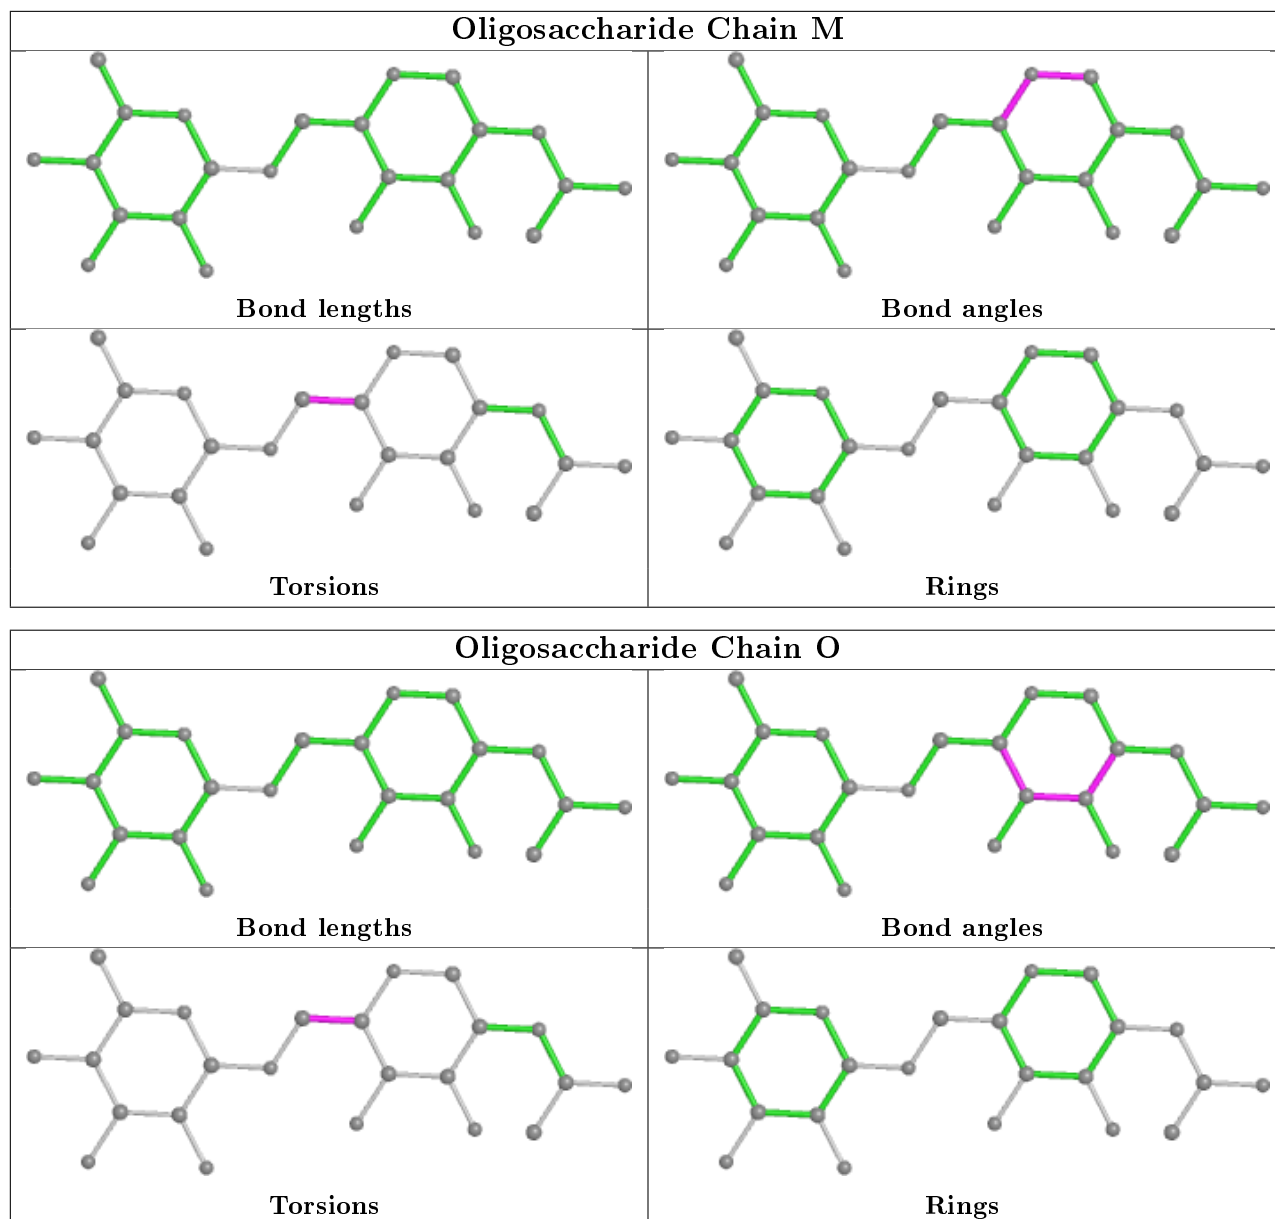 Oligosaccharide Chain M
Bond lengths
Bond angles
Torsions
Rings
Oligosaccharide Chain O
Bond lengths
Bond angles
Torsions
Rings